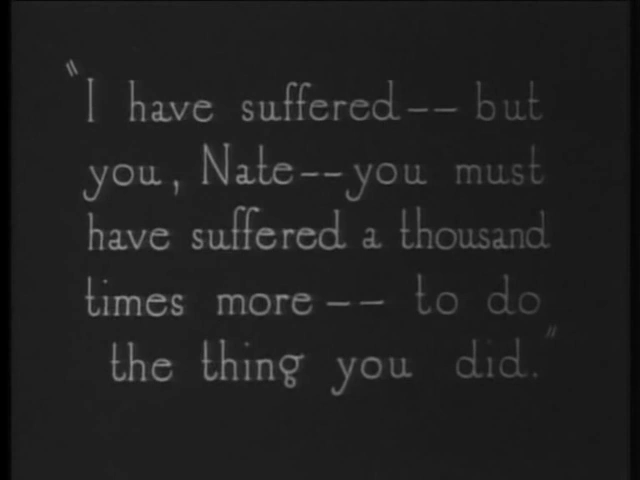 "I have suffered -- but
you, Nate -- you must
have suffered a thousand
times more -- to do
the thing you did."